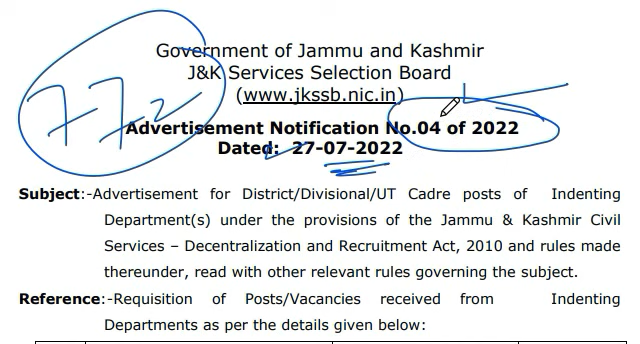 772
Government of Jammu and Kashmir
J&K Services Selection Board
(www.jkssb.nic.in)
Advertisement Notification No.04 of 2022
Dated: 27-07-2022
Subject:-Advertisement for District/Divisional/UT Cadre posts of Indenting
Department(s) under the provisions of the Jammu & Kashmir Civil
Services – Decentralization and Recruitment Act, 2010 and rules made
thereunder, read with other relevant rules governing the subject.
Reference:-Requisition of Posts/Vacancies received from Indenting
Departments as per the details given below: